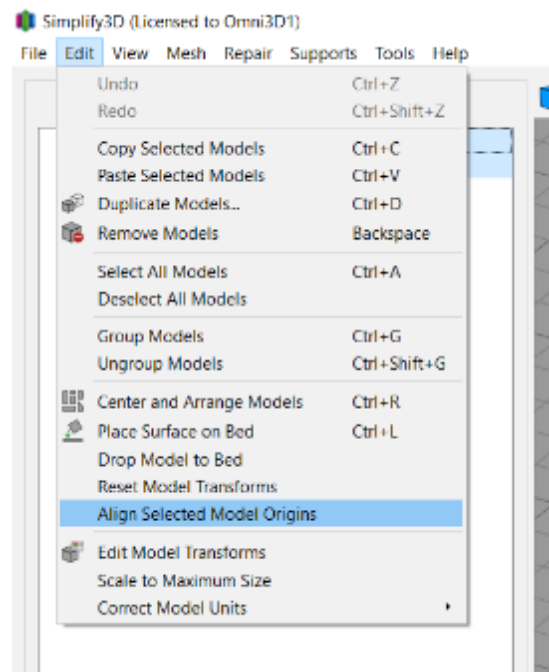 Simplify3D (Licensed to Omni3D1)
File Edit View Mesh Repair Supports Tools Help
Undo Ctrl+Z
Redo Ctrl+Shift+Z
Copy Selected Models Ctrl+C
Paste Selected Models Ctrl+V
Duplicate Models... Ctrl+D
Remove Models Backspace
Select All Models Ctrl+A
Deselect All Models
Group Models Ctrl+G
Ungroup Models Ctrl+Shift+G
Center and Arrange Models Ctrl+R
Place Surface on Bed Ctrl+L
Drop Model to Bed
Reset Model Transforms
Align Selected Model Origins
Edit Model Transforms
Scale to Maximum Size
Correct Model Units